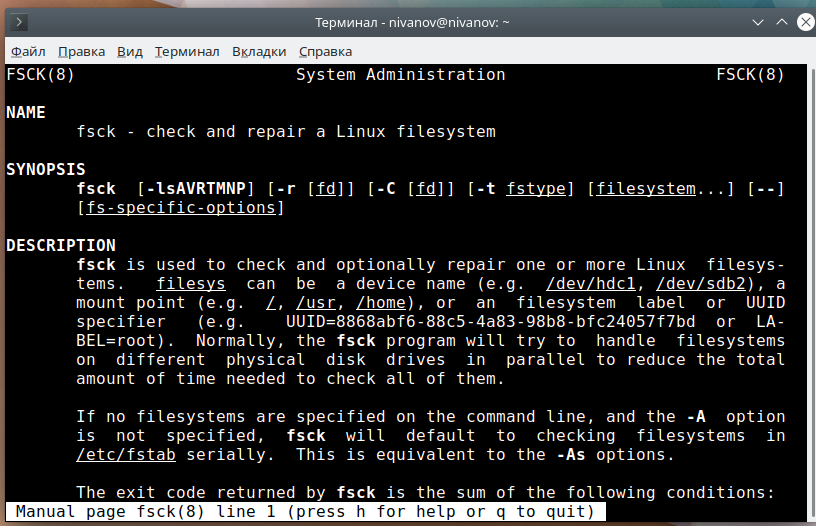 Терминал - nivanov@nivanov: ~
Файл Правка Вид Терминал Вкладки Справка
FSCK(8) System Administration FSCK(8)
NAME
fsck - check and repair a Linux filesystem
SYNOPSIS
fsck [-lsAVRTMNP] [-r [fd]] [-C [fd]] [-t fstype] [filesystem...] [--]
[fs-specific-options]
DESCRIPTION
fsck is used to check and optionally repair one or more Linux filesys-
tems. filesys can be a device name (e.g. /dev/hdc1, /dev/sdb2), a
mount point (e.g. /, /usr, /home), or an filesystem label or UUID
specifier (e.g. UUID=8868abf6-88c5-4a83-98b8-bfc24057f7bd or LA-
BEL=root). Normally, the fsck program will try to handle filesystems
on different physical disk drives in parallel to reduce the total
amount of time needed to check all of them.
If no filesystems are specified on the command line, and the -A option
is not specified, fsck will default to checking filesystems in
/etc/fstab serially. This is equivalent to the -As options.
The exit code returned by fsck is the sum of the following conditions:
Manual page fsck(8) line 1 (press h for help or q to quit)